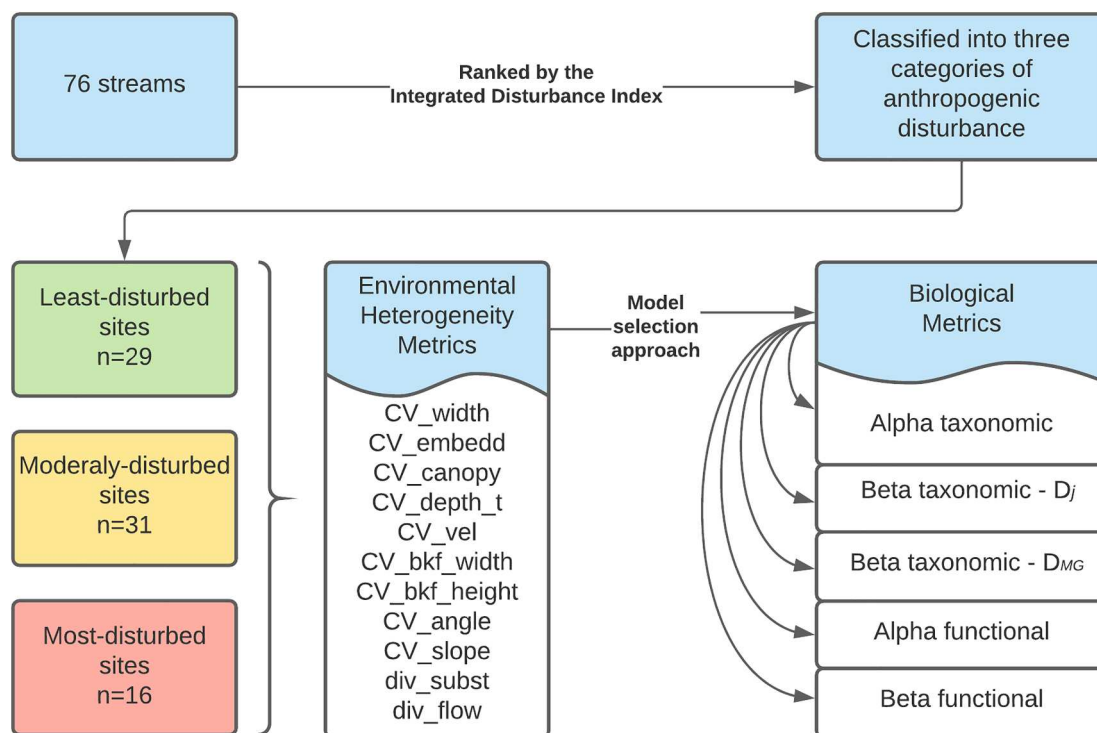 76 streams
Ranked by the
Integrated Disturbance Index
Classified into three
categories of
anthropogenic
disturbance
Least-disturbed
sites
n=29
Moderaly-disturbed
sites
n=31
Most-disturbed
sites
n=16
Environmental
Heterogeneity
Metrics
CV_width
CV_embedd
CV_canopy
CV_depth_t
CV_vel
CV_bkf_width
CV_bkf_height
CV_angle
CV_slope
div_subst
div_flow
Model
selection
approach
Biological
Metrics
Alpha taxonomic
Beta taxonomic - Dj
Beta taxonomic - DMG
Alpha functional
Beta functional